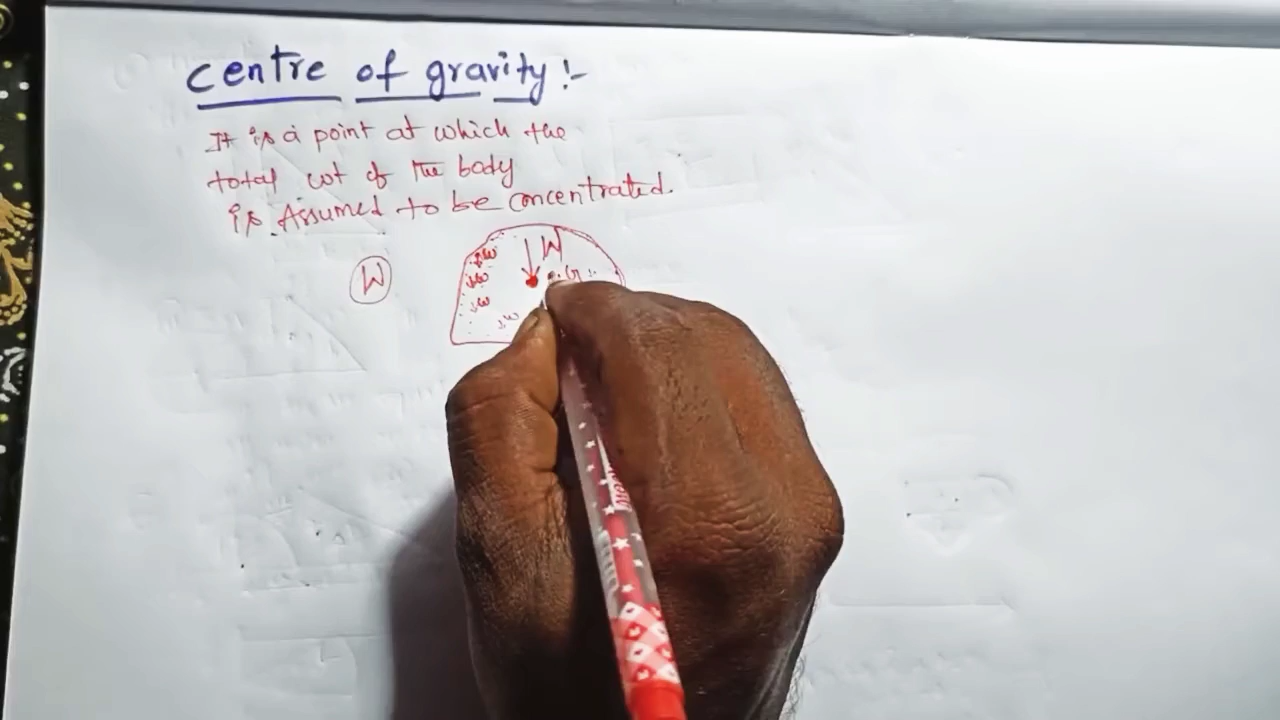 centre of gravity :-
It is a point at which the
total wt of the body
is Assumed to be concentrated.
W
W
w
w
w
w
G